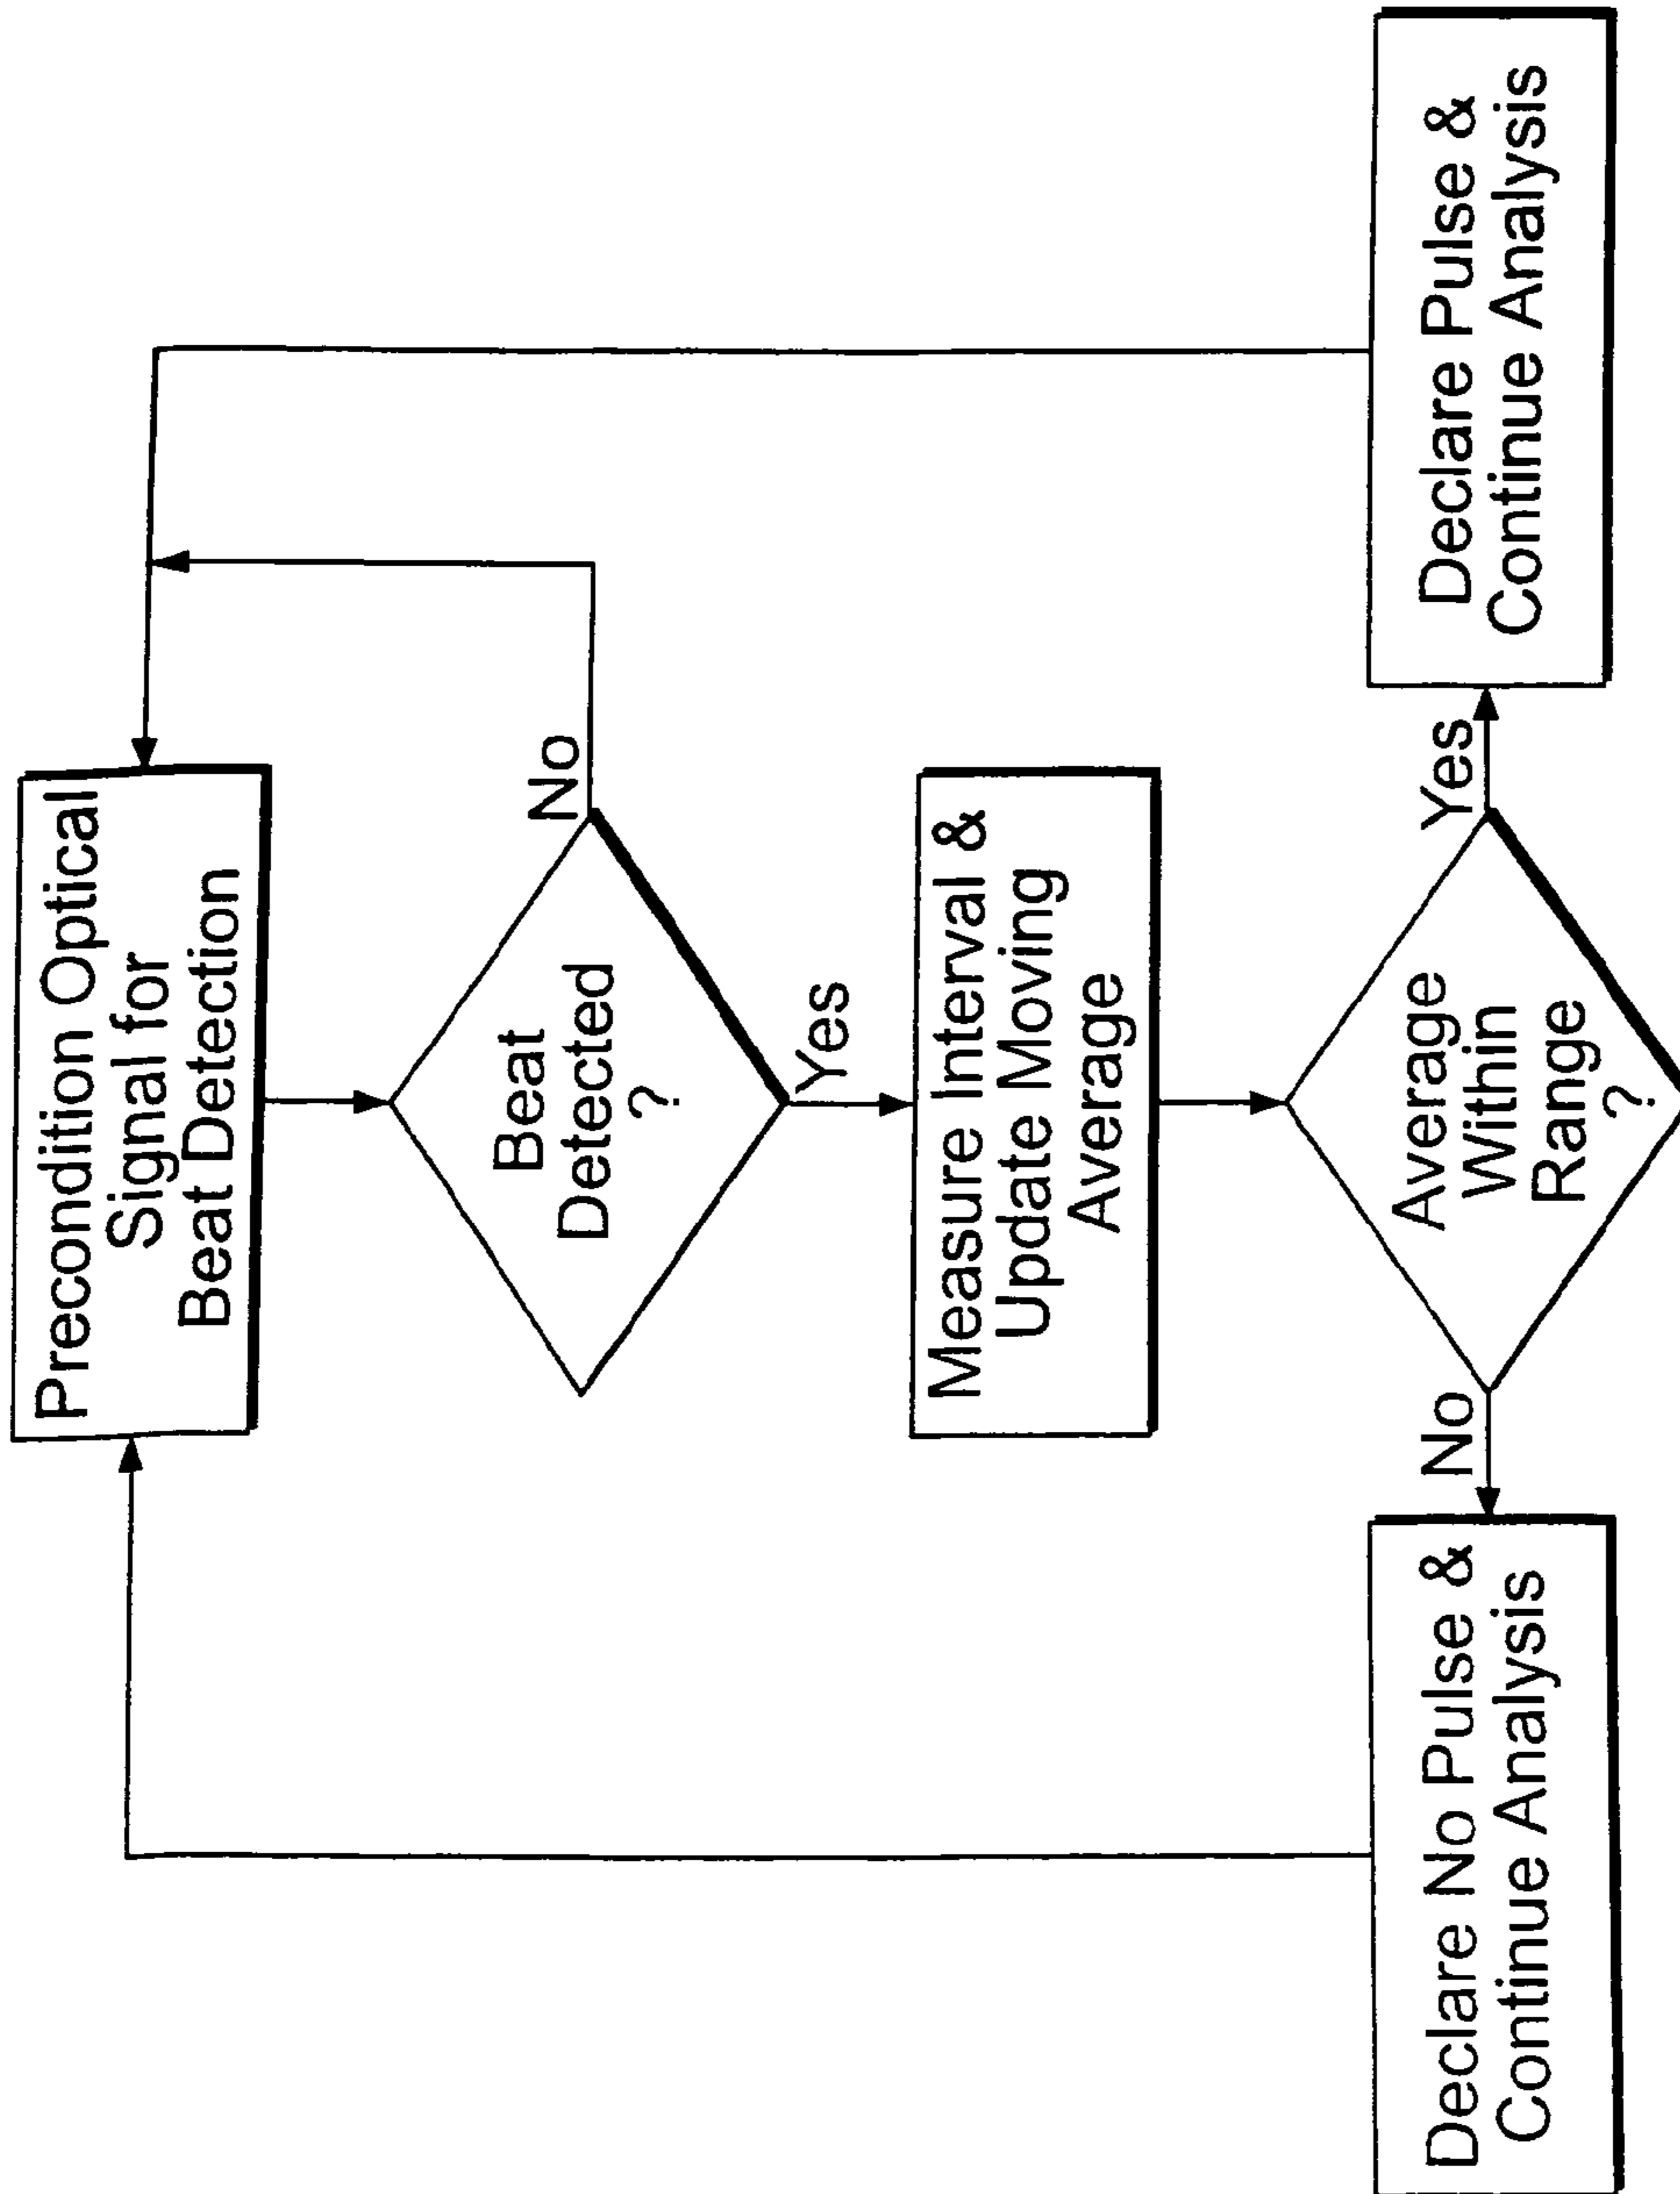 Precondition Optical
Signal for
Beat Detection
Beat
Detected
?
No
Yes
Measure Interval &
Update Moving
Average
Average
Within
Range
?
No
Yes
Declare No Pulse &
Continue Analysis
Declare Pulse &
Continue Analysis